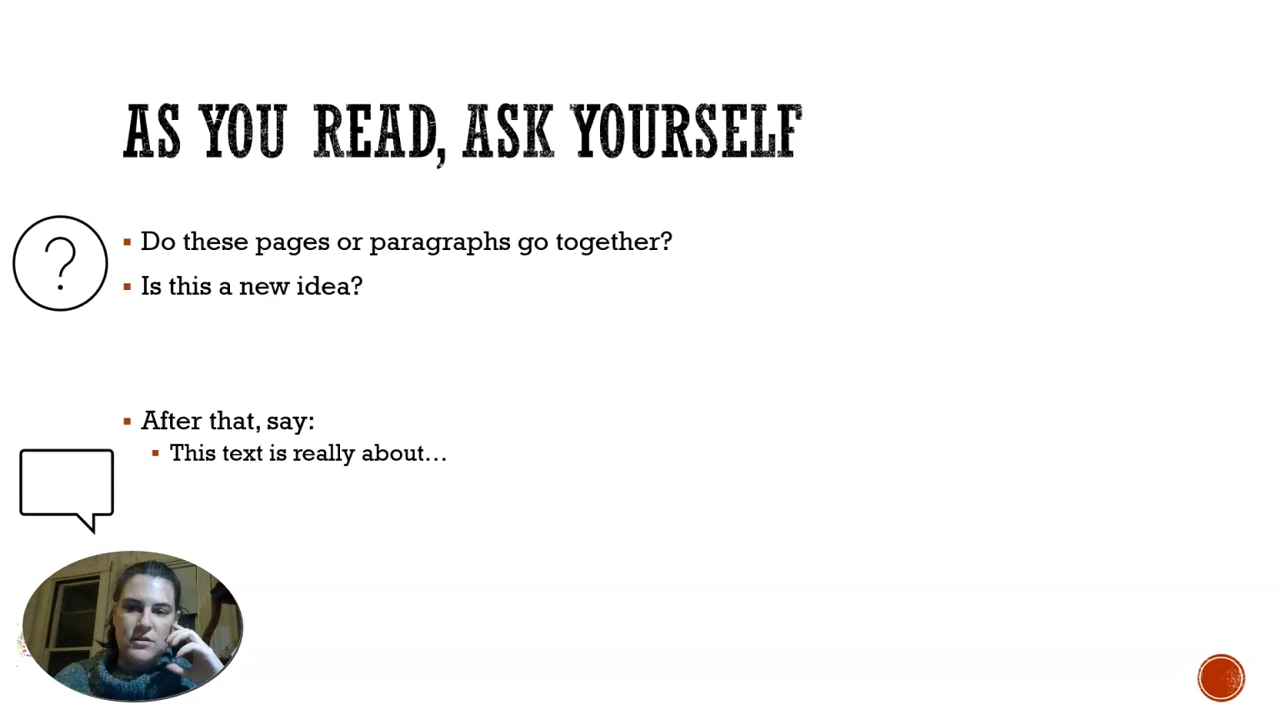 AS YOU READ, ASK YOURSELF
?
▪ Do these pages or paragraphs go together?
▪ Is this a new idea?
▪ After that, say:
▪ This text is really about…